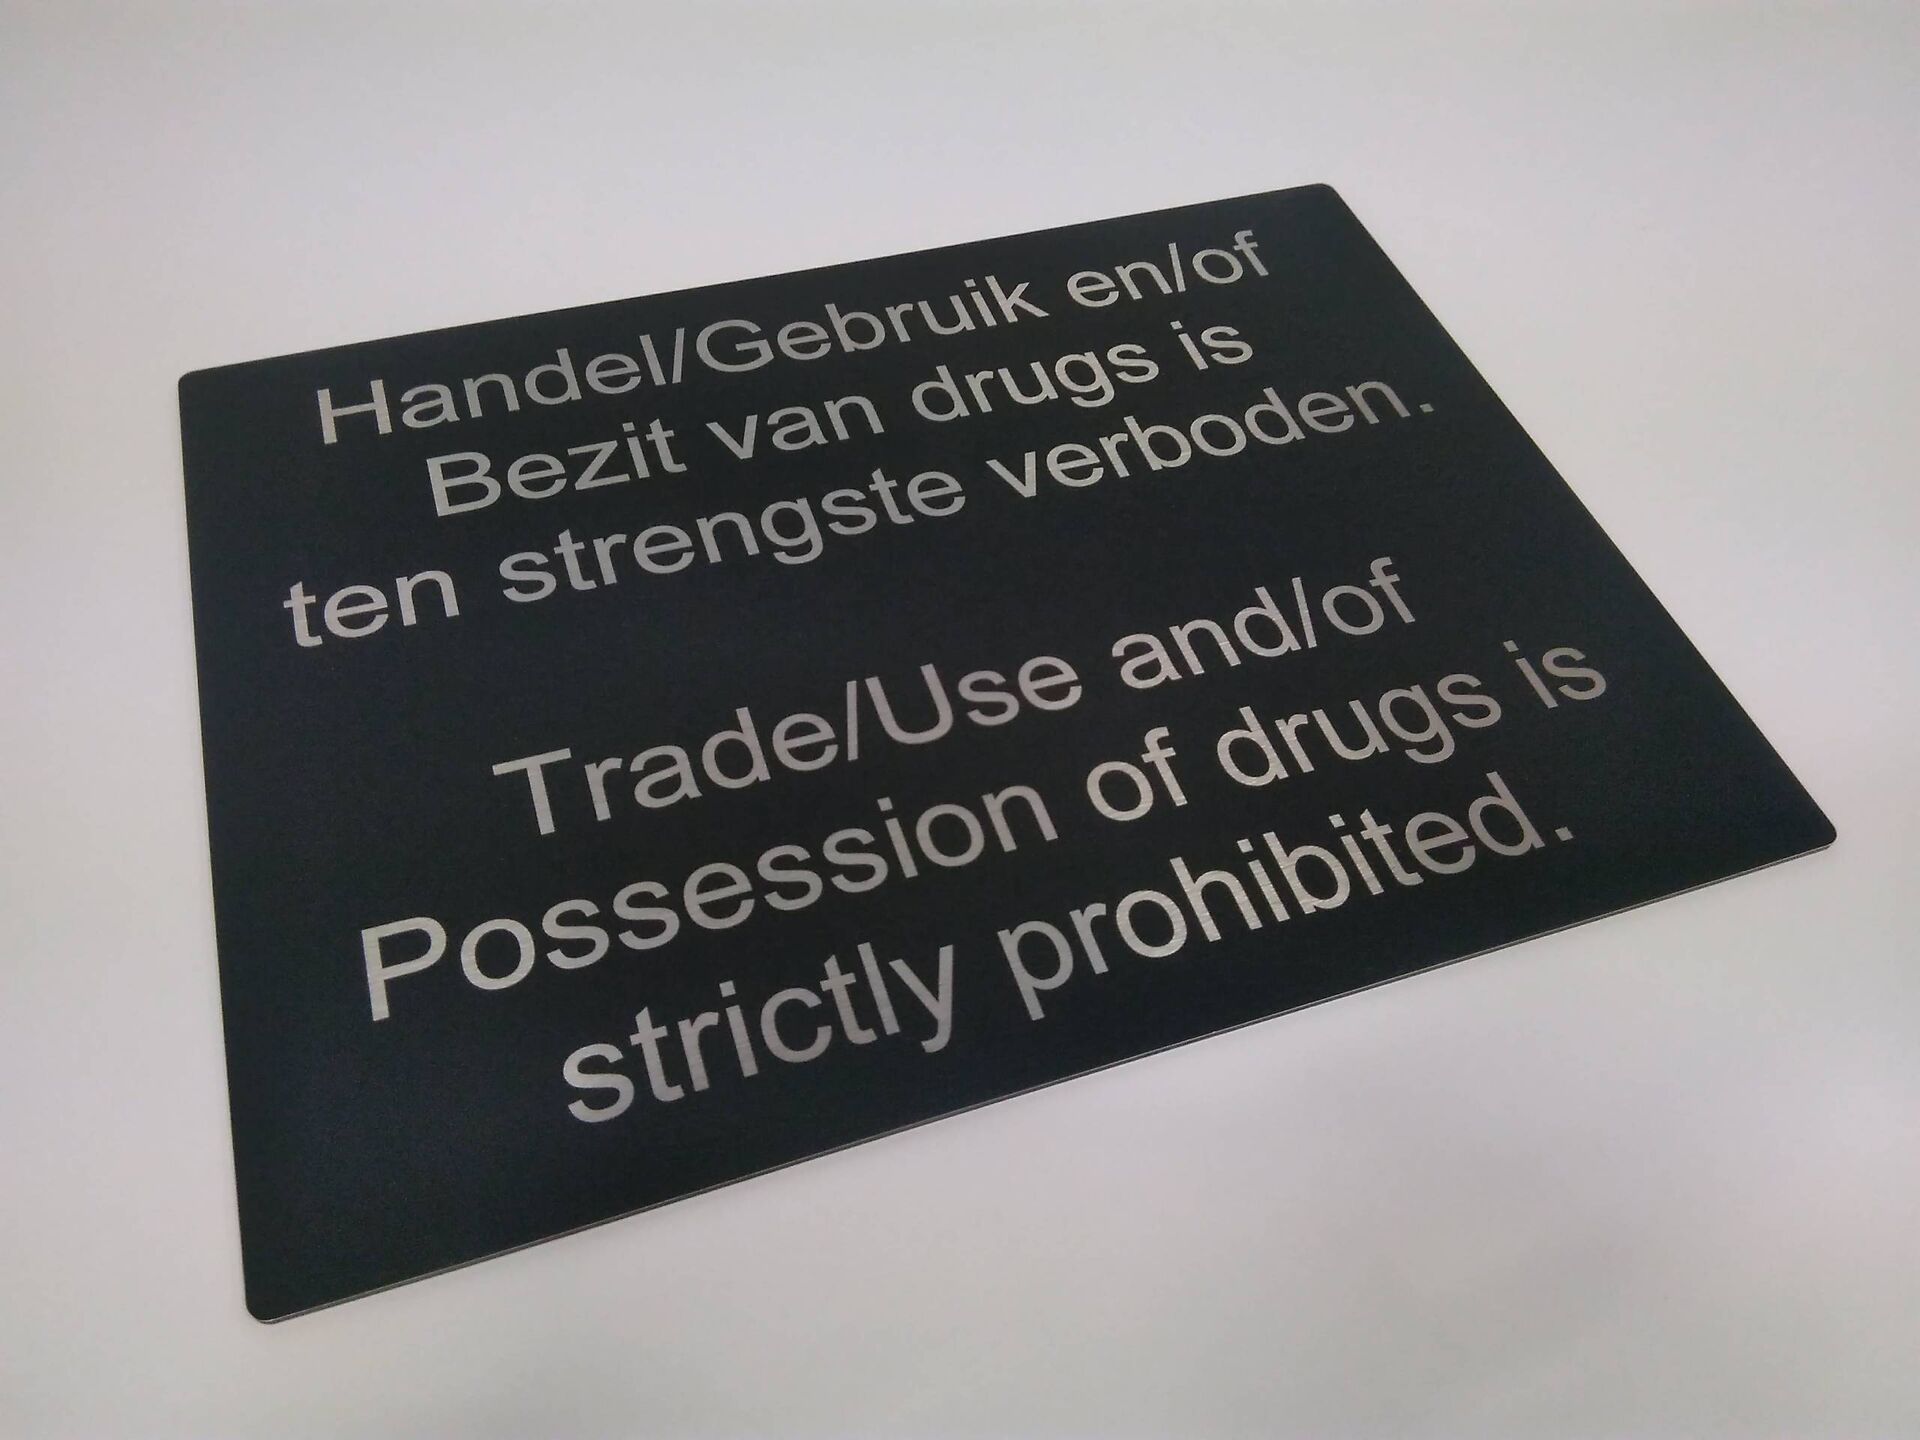 Handel/Gebruik en/of
Bezit van drugs is
ten strengste verboden.
Trade/Use and/of
Possession of drugs is
strictly prohibited.